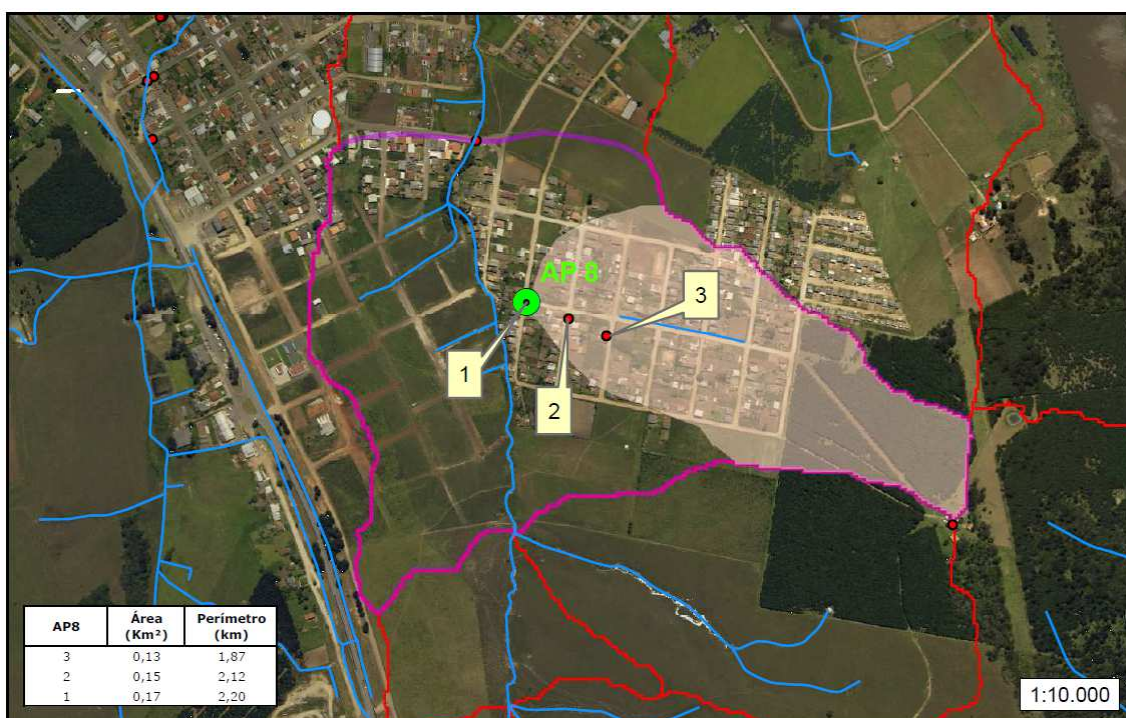 AP 8
3
1
2
AP8 Área (Km²) Perímetro (km)
3 0,13 1,87
2 0,15 2,12
1 0,17 2,20
1:10.000